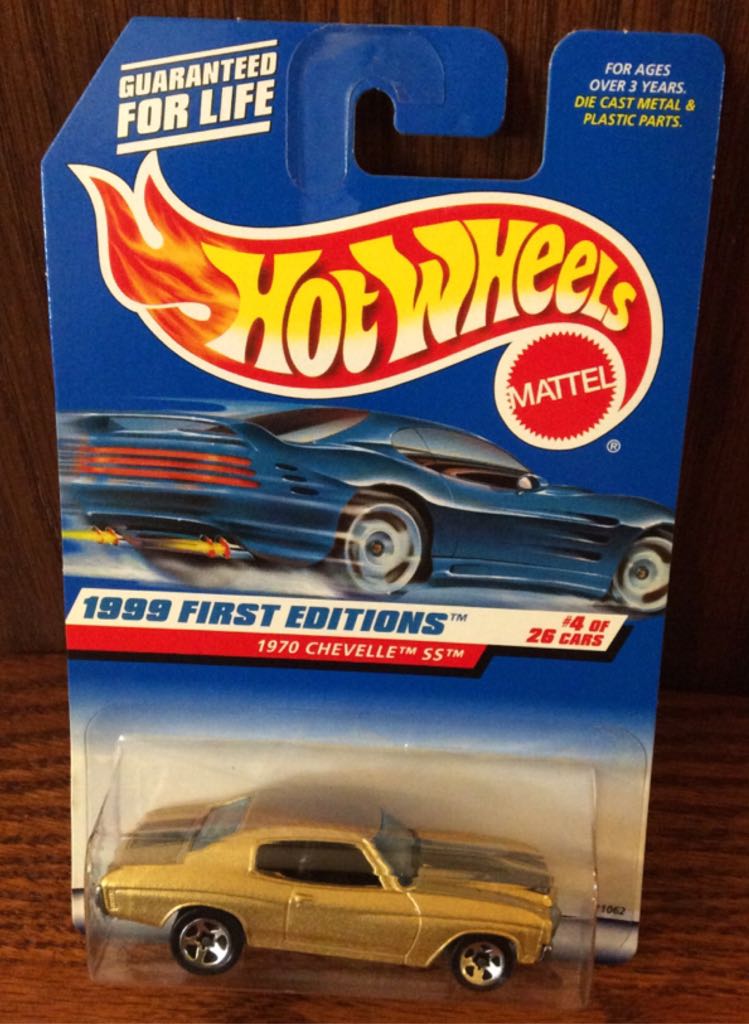 GUARANTEED
FOR LIFE
FOR AGES
OVER 3 YEARS.
DIE CAST METAL &
PLASTIC PARTS.
HOT WHEELS
MATTEL
®
1999 FIRST EDITIONS™
#4 OF
26 CARS
1970 CHEVELLE™ SS™